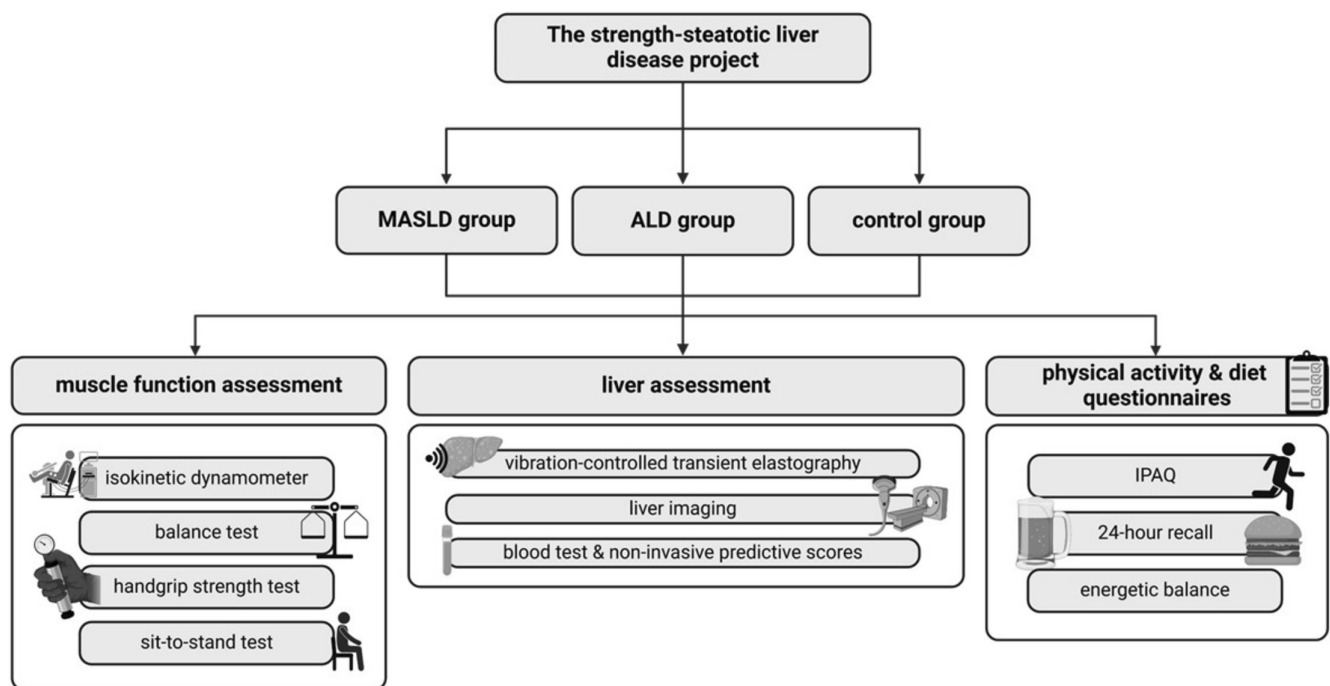 The strength-steatotic liver
disease project
MASLD group
ALD group
control group
muscle function assessment
liver assessment
physical activity & diet
questionnaires
isokinetic dynamometer
balance test
handgrip strength test
sit-to-stand test
vibration-controlled transient elastography
liver imaging
blood test & non-invasive predictive scores
IPAQ
24-hour recall
energetic balance